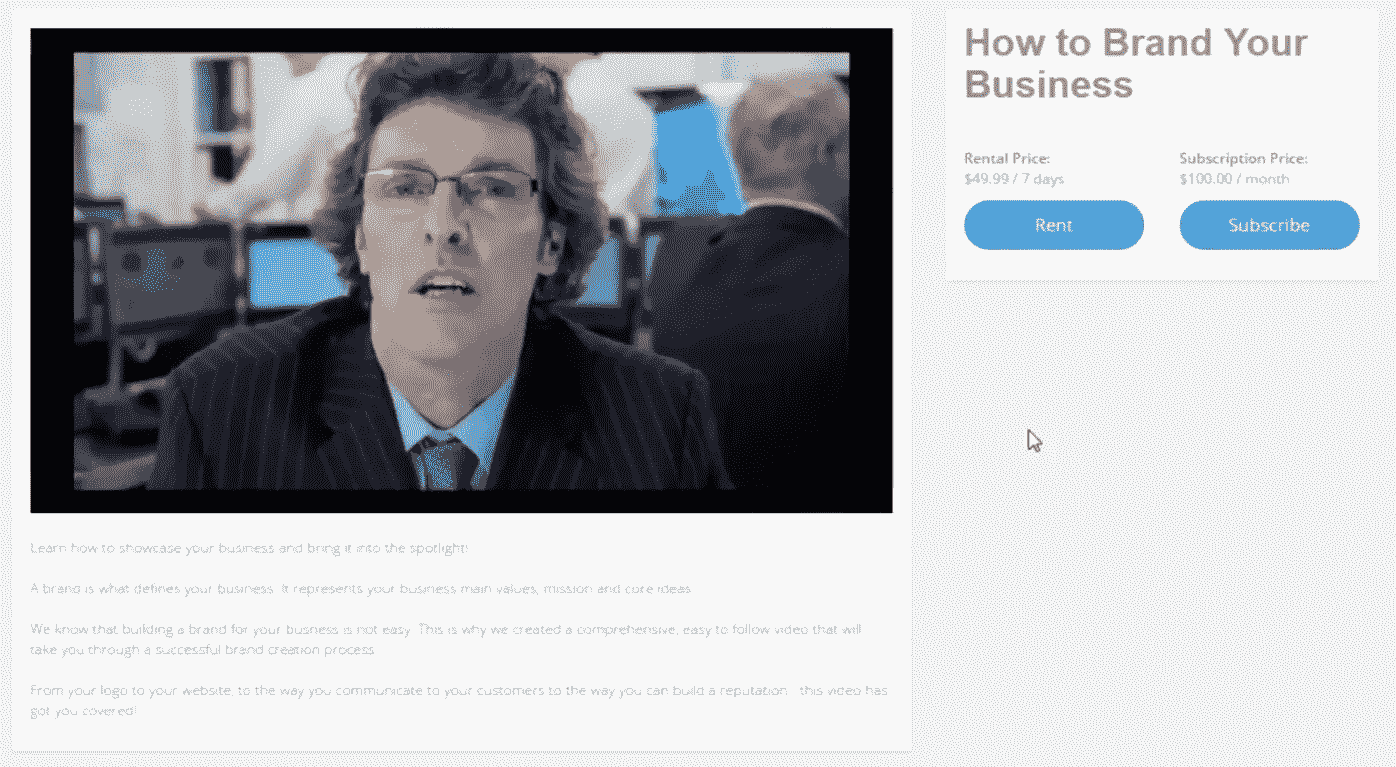 How to Brand Your
Business
Rental Price:
$49.99 / 7 days
Rent
Subscription Price:
$100.00 / month
Subscribe
Learn how to showcase your business and bring it into the spotlight!
A brand is what defines your business. It represents your business main values, mission and core ideas.
We know that building a brand for your business is not easy. This is why we created a comprehensive, easy to follow video that will
take you through a successful brand creation process.
From your logo to your website, to the way you communicate to your customers to the way you can build a reputation - this video has
got you covered!